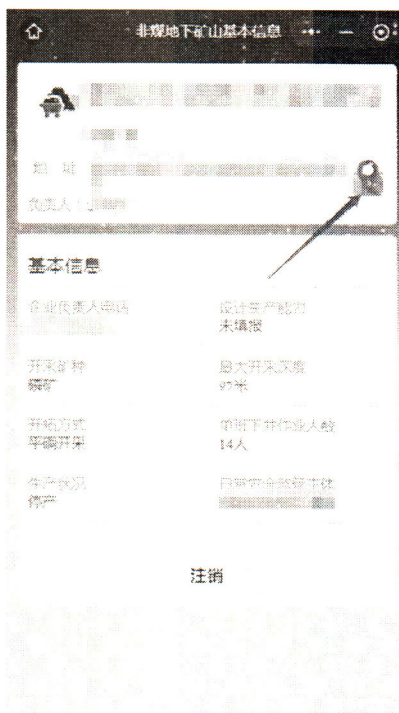 非煤地下矿山基本信息
地 址
负责人:
基本信息
企业负责人电话
设计生产能力
未填报
开采矿种
磷矿
最大开采深度
97米
开拓方式
平硐开采
单班下井作业人数
14人
生产状况
停产
注销